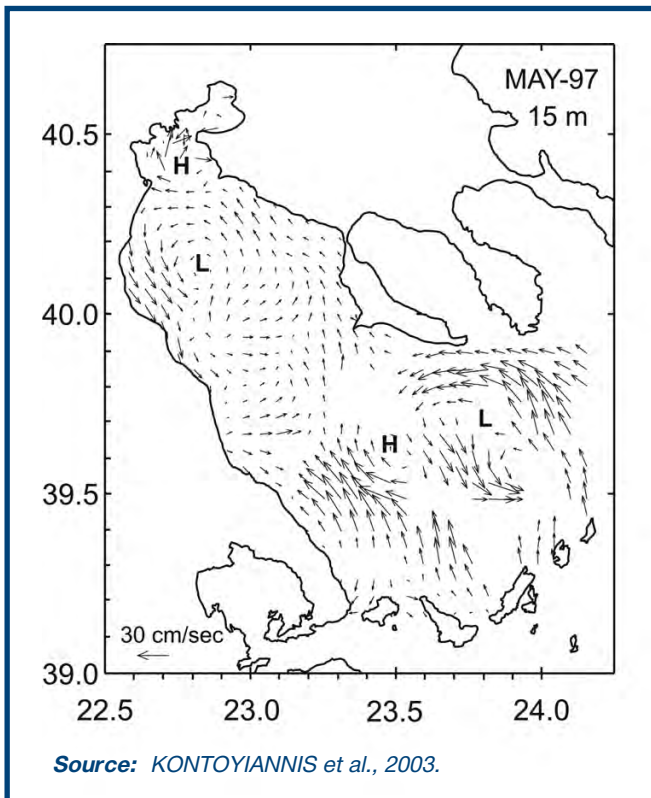 MAY-97
15 m
40.5
H
L
40.0
L
H
39.5
30 cm/sec
39.0
22.5 23.0 23.5 24.0
Source: KONTOYIANNIS et al., 2003.